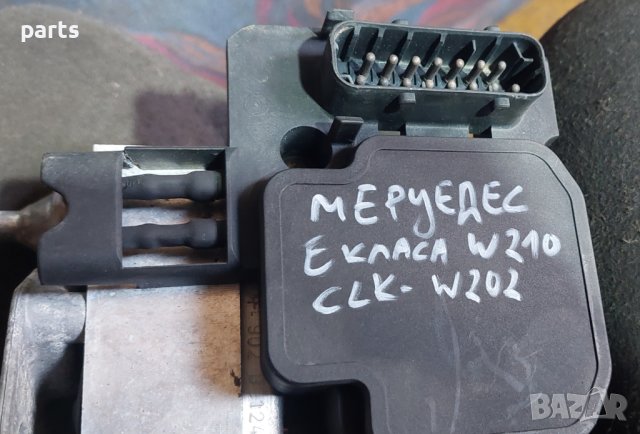 parts
МЕРЦЕДЕС
Е КЛАСА W210
CLK- W202
BAZAR